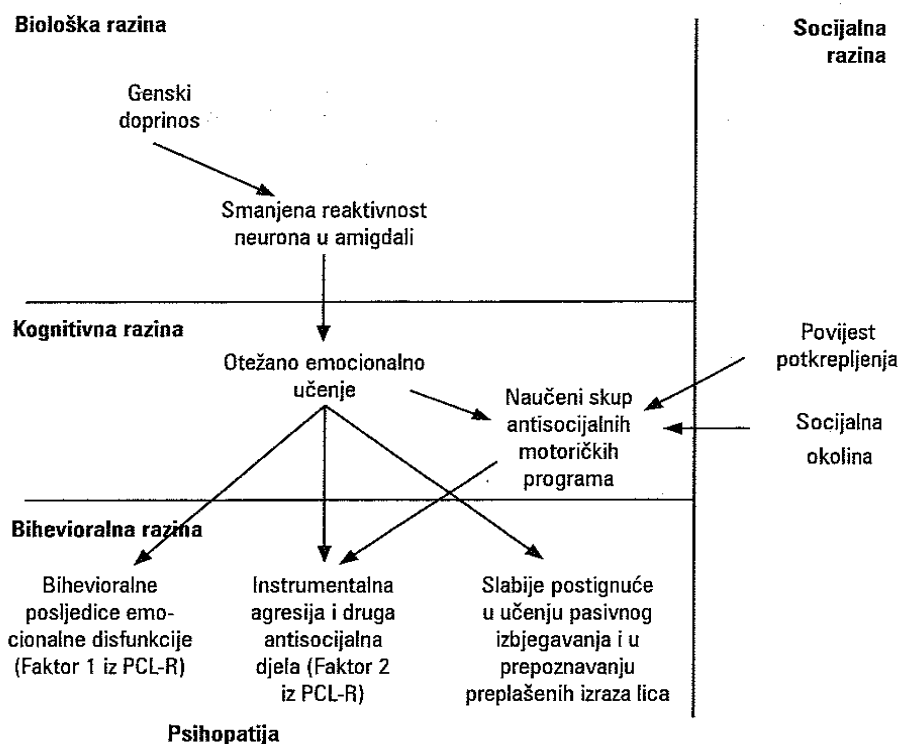 Biološka razina
Socijalna
razina
Genski
doprinos
Smanjena reaktivnost
neurona u amigdali
Kognitivna razina
Otežano emocionalno
učenje
Naučeni skup
antisocijalnih
motoričkih
programa
Povijest
potkrepljenja
Socijalna
okolina
Bihevioralna razina
Bihevioralne
posljedice emo-
cionalne disfunkcije
(Faktor 1 iz PCL-R)
Instrumentalna
agresija i druga
antisocijalna
djela (Faktor 2
iz PCL-R)
Slabije postignuće
u učenju pasivnog
izbjegavanja i u
prepoznavanju
preplašenih izraza lica
Psihopatija